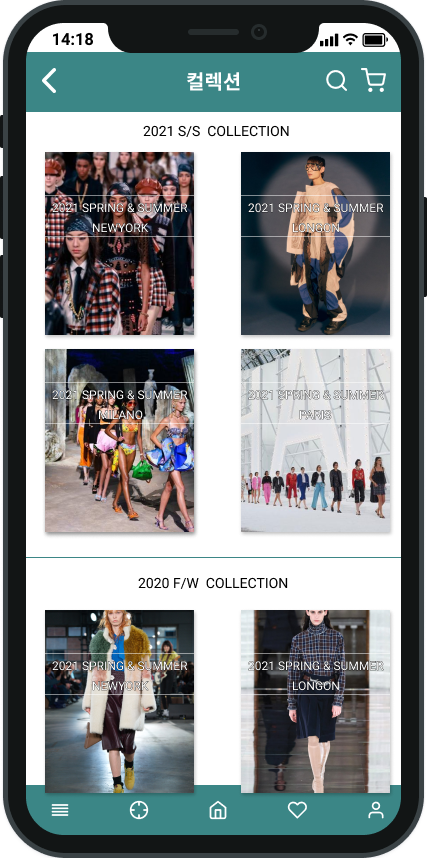 14:18
컬렉션
2021 S/S COLLECTION
2021 SPRING & SUMMER
NEWYORK
2021 SPRING & SUMMER
LONGON
2021 SPRING & SUMMER
MILANO
2021 SPRING & SUMMER
PARIS
2020 F/W COLLECTION
2021 SPRING & SUMMER
NEWYORK
2021 SPRING & SUMMER
LONGON